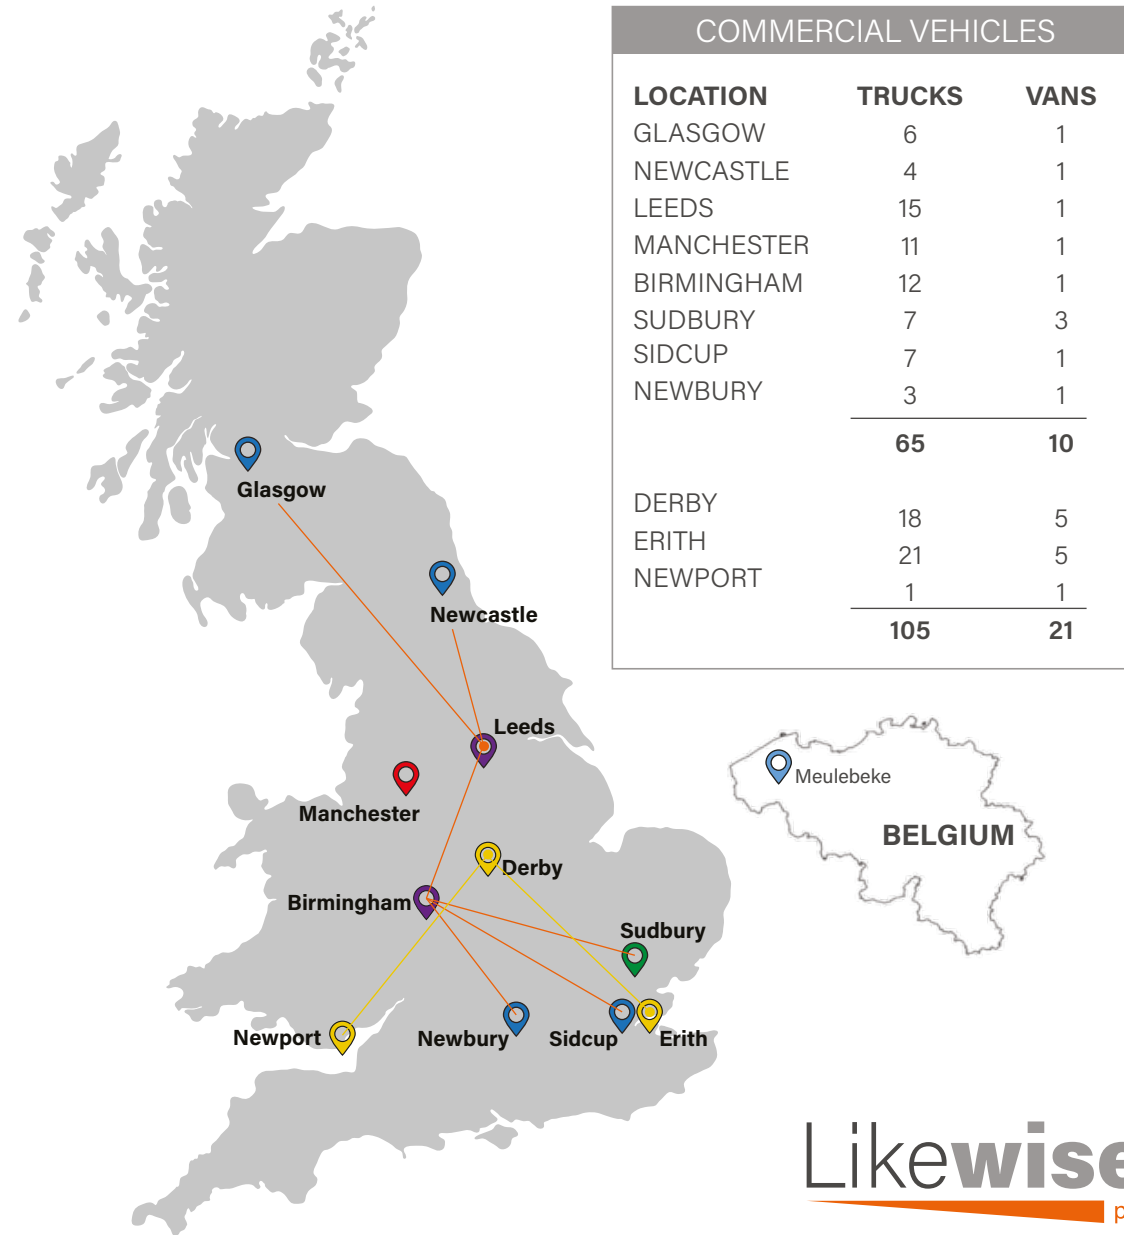 COMMERCIAL VEHICLES
LOCATION TRUCKS VANS
GLASGOW 6 1
NEWCASTLE 4 1
LEEDS 15 1
MANCHESTER 11 1
BIRMINGHAM 12 1
SUDBURY 7 3
SIDCUP 7 1
NEWBURY 3 1
65 10
DERBY 18 5
ERITH 21 5
NEWPORT 1 1
105 21
Glasgow
Newcastle
Leeds
Manchester
Derby
Birmingham
Sudbury
Newport
Newbury
Sidcup
Erith
Meulebeke
BELGIUM
Likewise
p